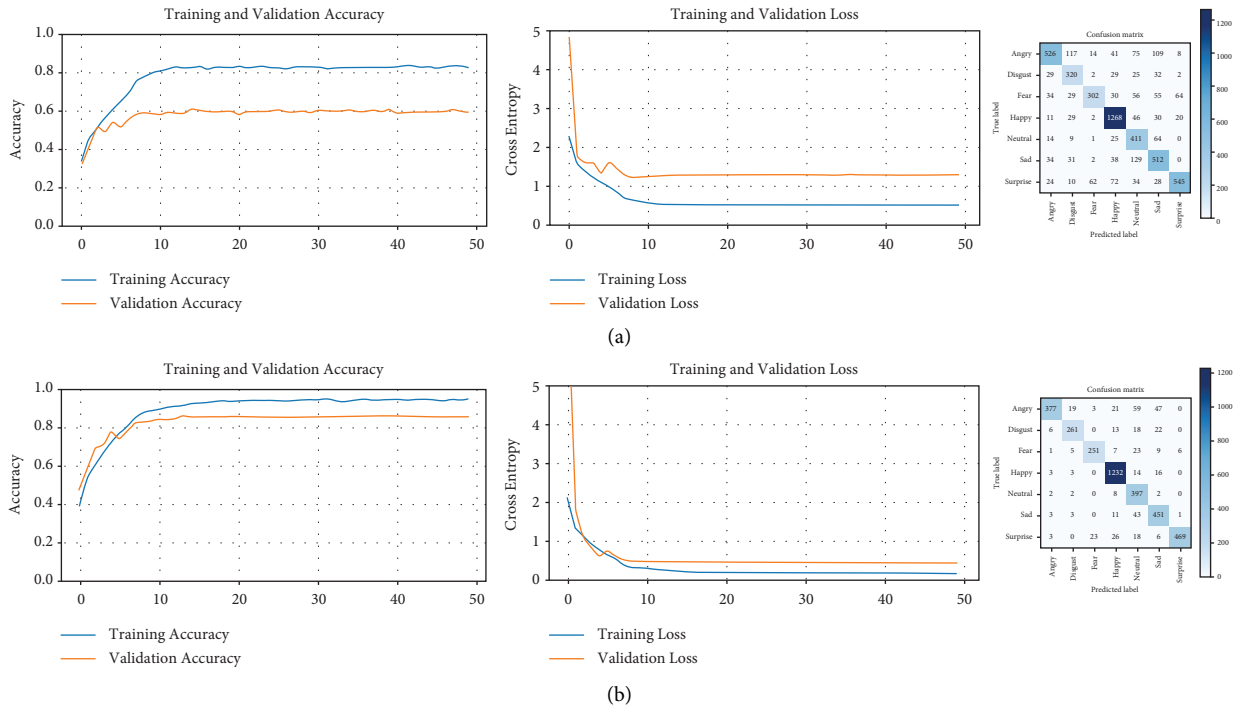 Training and Validation Accuracy
1.0
0.8
0.6
0.4
0.2
0.0
Accuracy
0 10 20 30 40 50
Training Accuracy
Validation Accuracy
Training and Validation Loss
5
4
3
2
1
0
Cross Entropy
0 10 20 30 40 50
Training Loss
Validation Loss
Confusion matrix
True label
Angry 526 117 14 41 75 109 8
Disgust 29 320 2 29 25 32 2
Fear 34 29 302 30 56 55 64
Happy 11 29 2 1268 46 30 20
Neutral 14 9 1 25 411 64 0
Sad 34 31 2 38 129 512 0
Surprise 24 10 62 72 34 28 545
Angry Disgust Fear Happy Neutral Sad Surprise
Predicted label
1200
1000
800
600
400
200
0
(a)
Training and Validation Accuracy
1.0
0.8
0.6
0.4
0.2
0.0
Accuracy
0 10 20 30 40 50
Training Accuracy
Validation Accuracy
Training and Validation Loss
5
4
3
2
1
0
Cross Entropy
0 10 20 30 40 50
Training Loss
Validation Loss
Confusion matrix
True label
Angry 377 19 3 21 59 47 0
Disgust 6 261 0 13 18 22 0
Fear 1 5 251 7 23 9 6
Happy 3 3 0 1232 14 16 0
Neutral 2 2 0 8 397 2 0
Sad 3 3 0 11 43 451 1
Surprise 3 0 23 26 18 6 469
Angry Disgust Fear Happy Neutral Sad Surprise
Predicted label
1200
1000
800
600
400
200
0
(b)